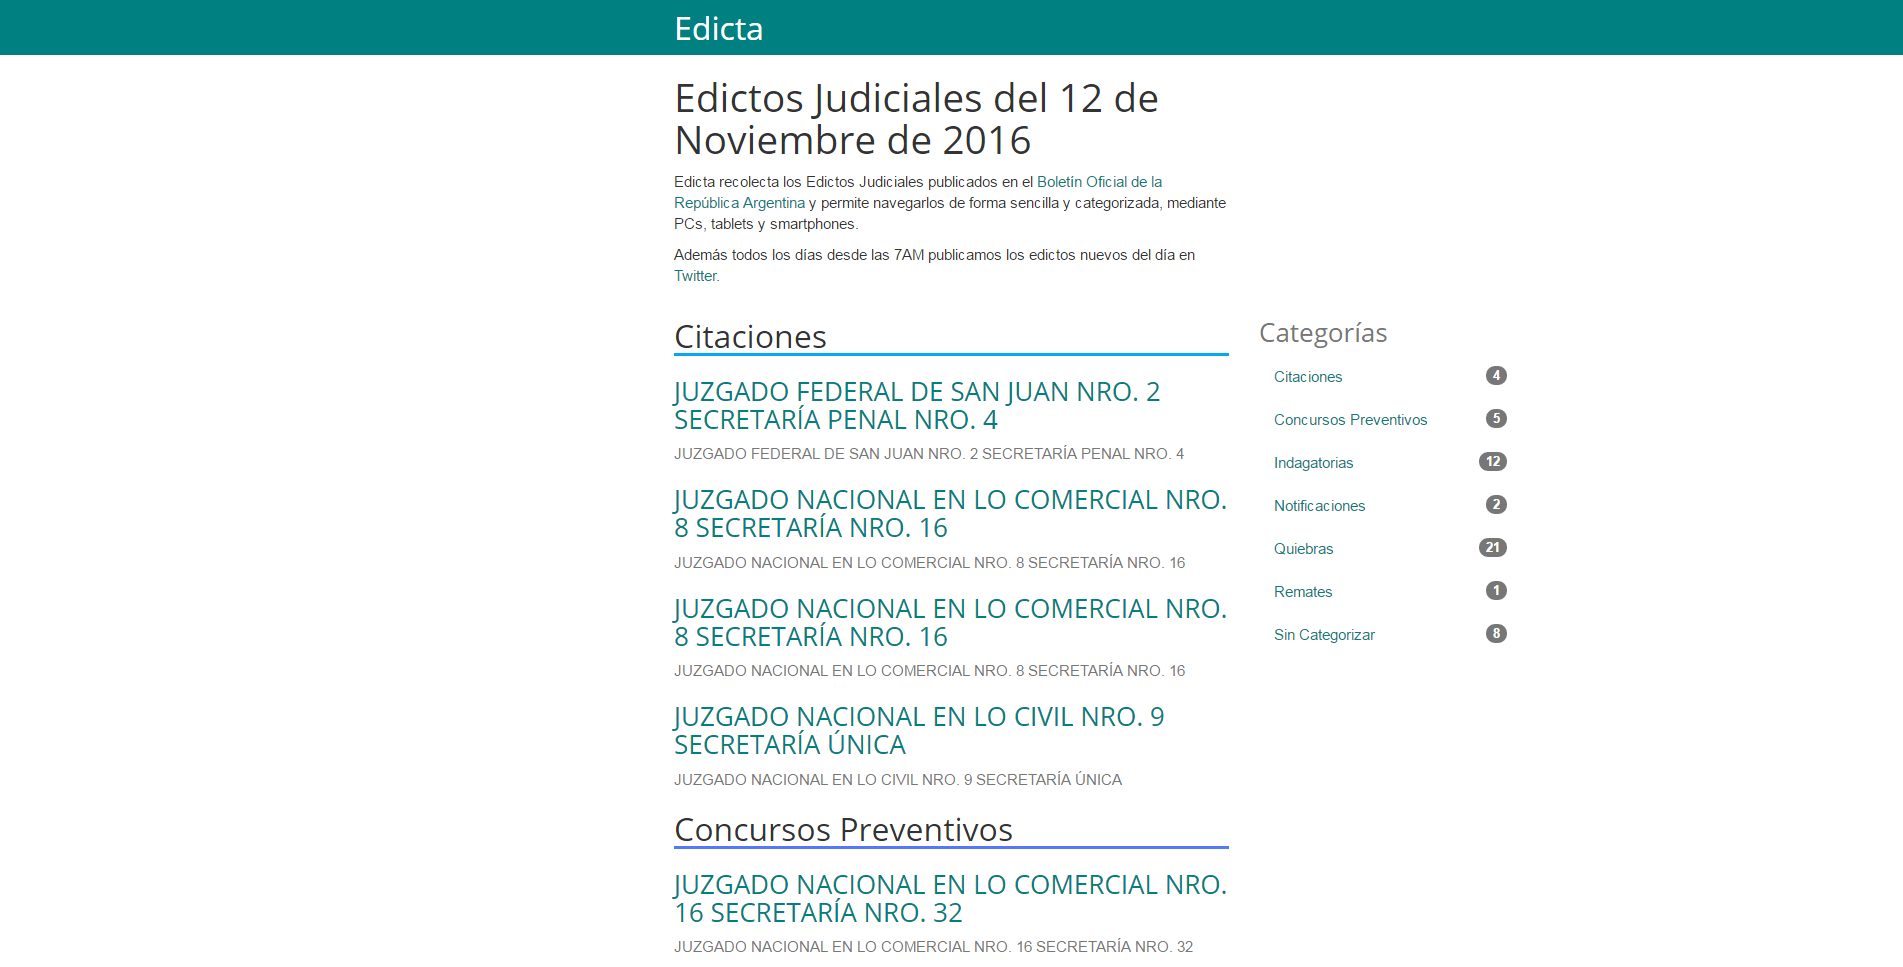 Edicta
Edictos Judiciales del 12 de
Noviembre de 2016
Edicta recolecta los Edictos Judiciales publicados en el Boletín Oficial de la
República Argentina y permite navegarlos de forma sencilla y categorizada, mediante
PCs, tablets y smartphones.
Además todos los días desde las 7AM publicamos los edictos nuevos del día en
Twitter.
Citaciones
JUZGADO FEDERAL DE SAN JUAN NRO. 2
SECRETARÍA PENAL NRO. 4
JUZGADO FEDERAL DE SAN JUAN NRO. 2 SECRETARÍA PENAL NRO. 4
JUZGADO NACIONAL EN LO COMERCIAL NRO.
8 SECRETARÍA NRO. 16
JUZGADO NACIONAL EN LO COMERCIAL NRO. 8 SECRETARÍA NRO. 16
JUZGADO NACIONAL EN LO COMERCIAL NRO.
8 SECRETARÍA NRO. 16
JUZGADO NACIONAL EN LO COMERCIAL NRO. 8 SECRETARÍA NRO. 16
JUZGADO NACIONAL EN LO CIVIL NRO. 9
SECRETARÍA ÚNICA
JUZGADO NACIONAL EN LO CIVIL NRO. 9 SECRETARÍA ÚNICA
Concursos Preventivos
JUZGADO NACIONAL EN LO COMERCIAL NRO.
16 SECRETARÍA NRO. 32
JUZGADO NACIONAL EN LO COMERCIAL NRO. 16 SECRETARÍA NRO. 32
Categorías
Citaciones 4
Concursos Preventivos 5
Indagatorias 12
Notificaciones 2
Quiebras 21
Remates 1
Sin Categorizar 8